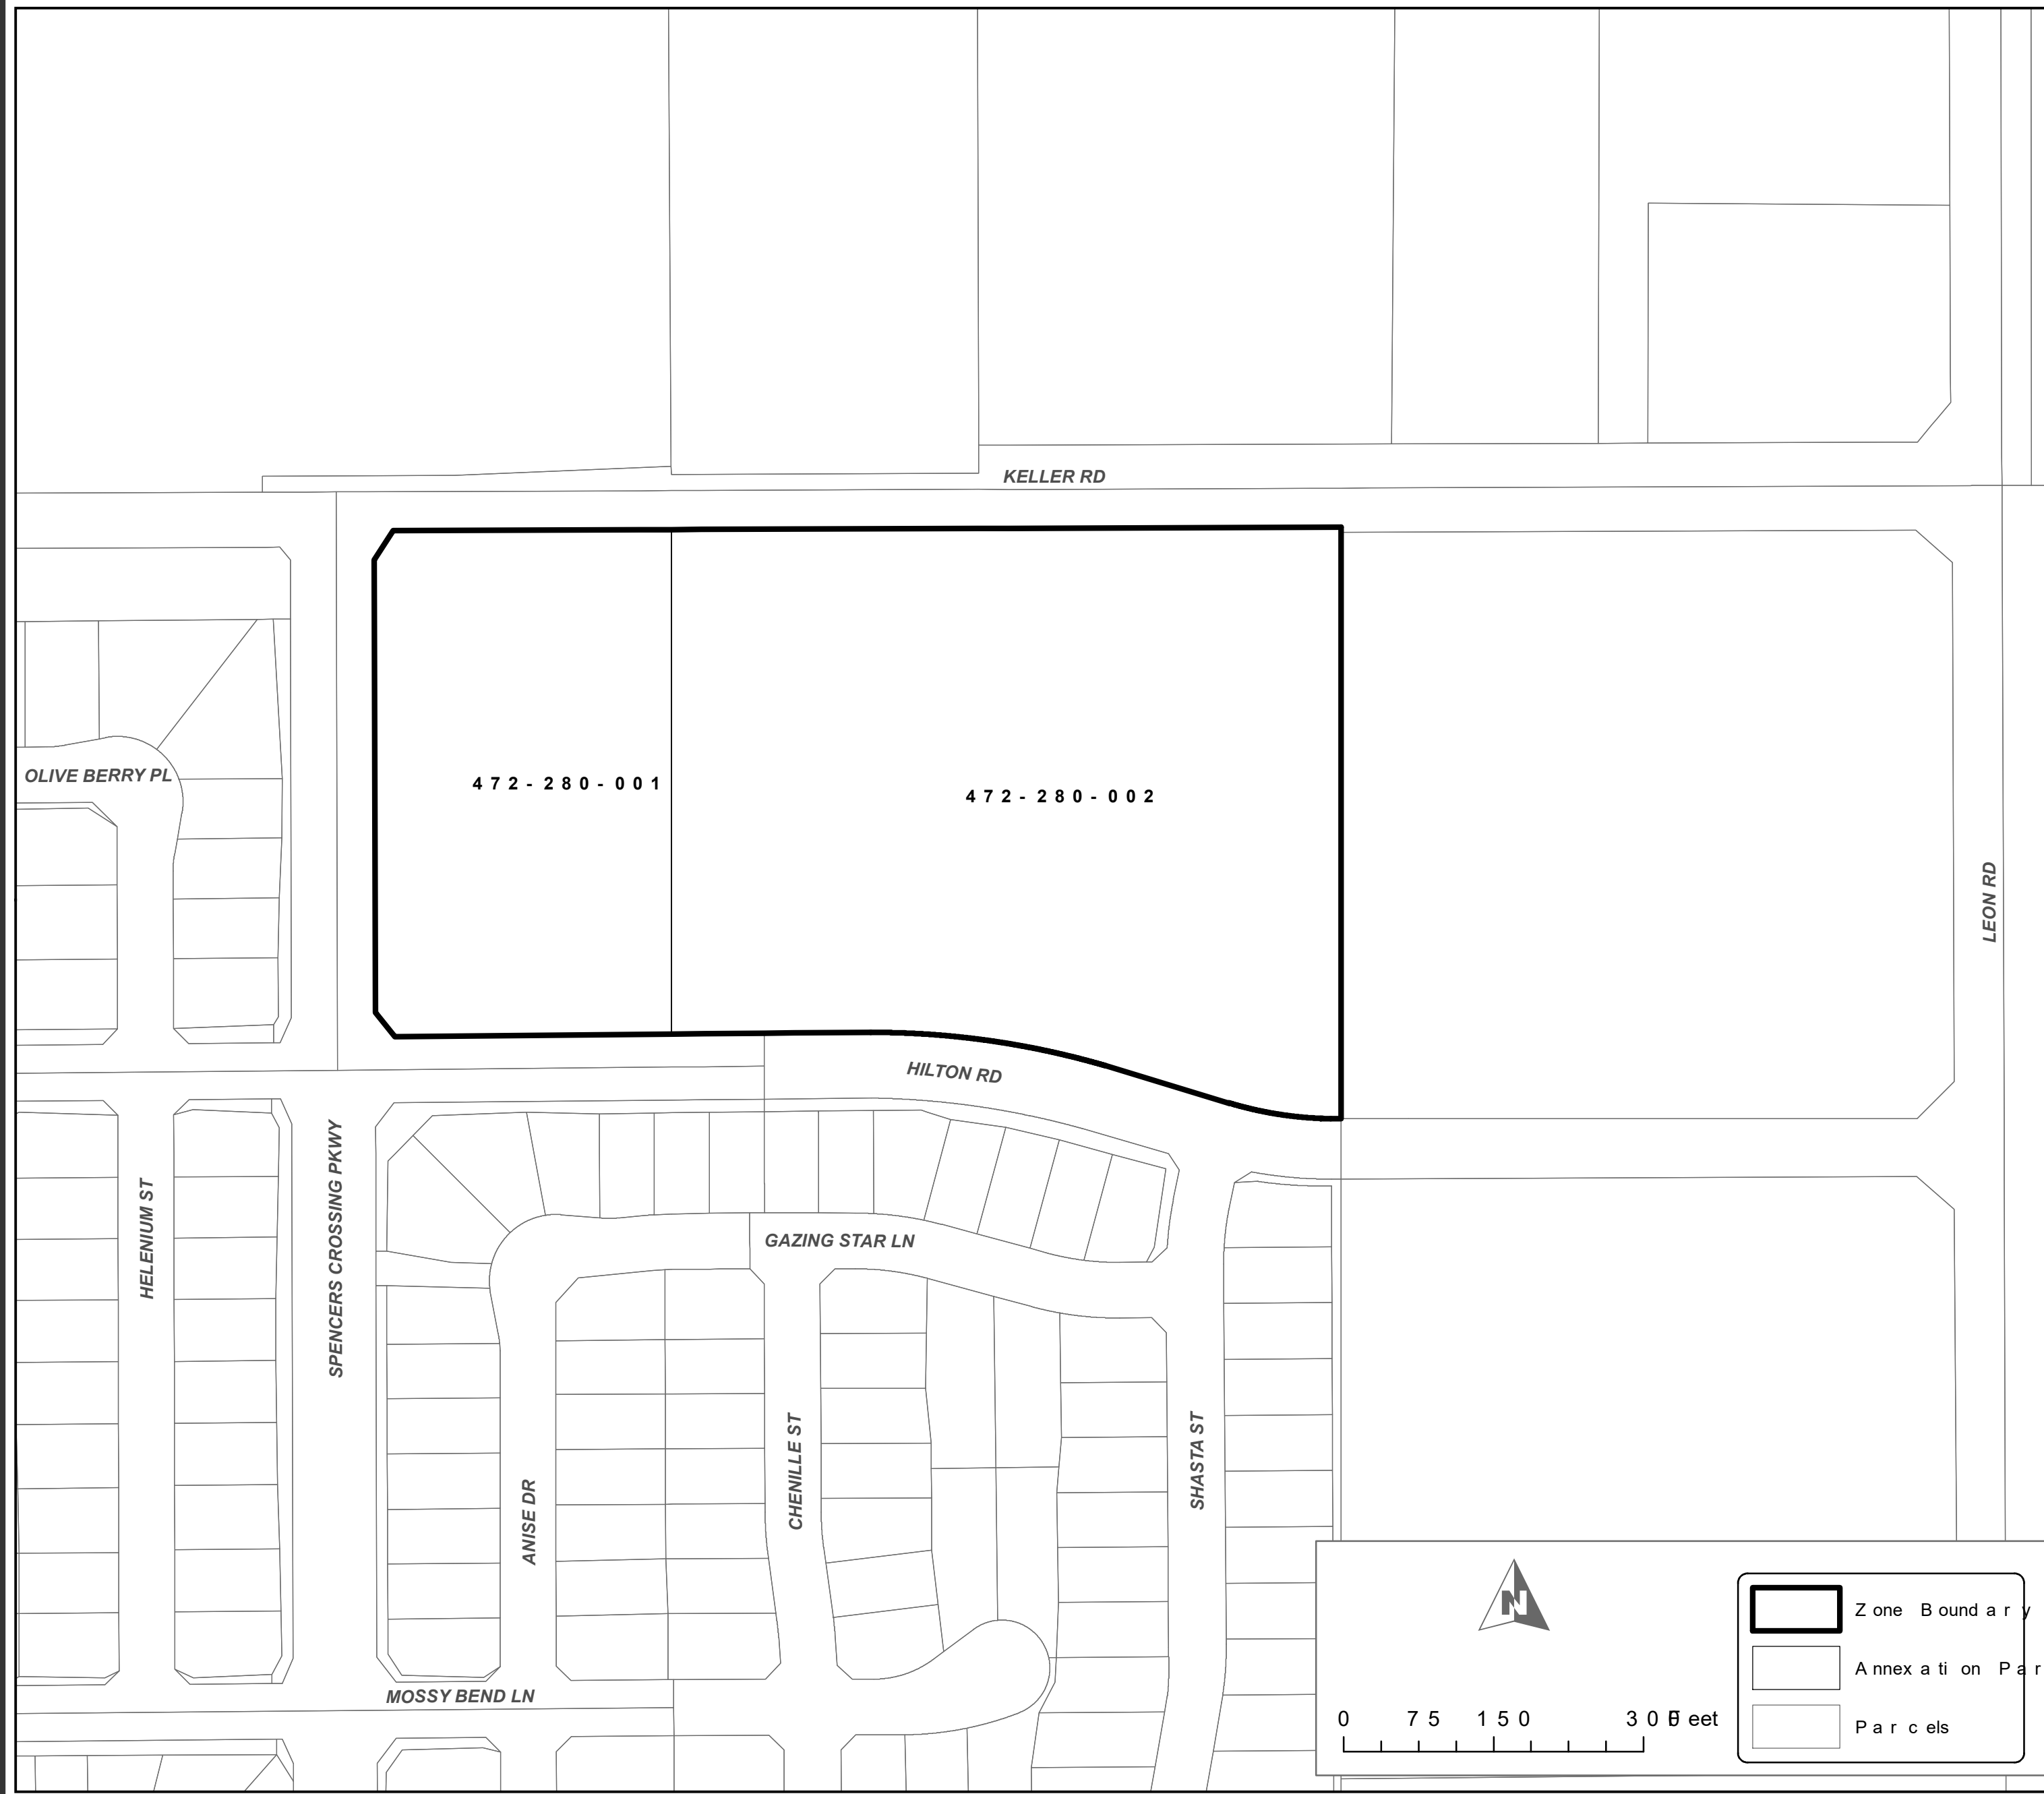 KELLER RD
OLIVE BERRY PL
472-280-001
472-280-002
LEON RD
HILTON RD
SPENCERS CROSSING PKWY
HELENIUM ST
GAZING STAR LN
CHENILLE ST
SHASTA ST
ANISE DR
MOSSY BEND LN
N
Zone Boundary
Annexation Par
Parcels
0 75 150 300 Feet